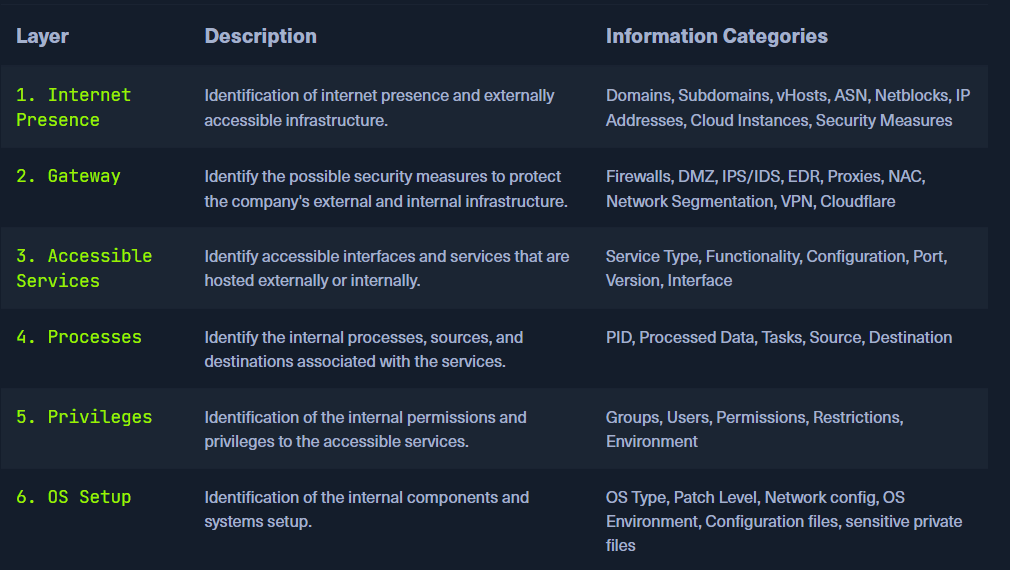 Layer Description Information Categories
1. Internet Presence
Identification of internet presence and externally
accessible infrastructure.
Domains, Subdomains, vHosts, ASN, Netblocks, IP
Addresses, Cloud Instances, Security Measures
2. Gateway
Identify the possible security measures to protect
the company's external and internal infrastructure.
Firewalls, DMZ, IPS/IDS, EDR, Proxies, NAC,
Network Segmentation, VPN, Cloudflare
3. Accessible
Services
Identify accessible interfaces and services that are
hosted externally or internally.
Service Type, Functionality, Configuration, Port,
Version, Interface
4. Processes
Identify the internal processes, sources, and
destinations associated with the services.
PID, Processed Data, Tasks, Source, Destination
5. Privileges
Identification of the internal permissions and
privileges to the accessible services.
Groups, Users, Permissions, Restrictions,
Environment
6. OS Setup
Identification of the internal components and
systems setup.
OS Type, Patch Level, Network config, OS
Environment, Configuration files, sensitive private
files